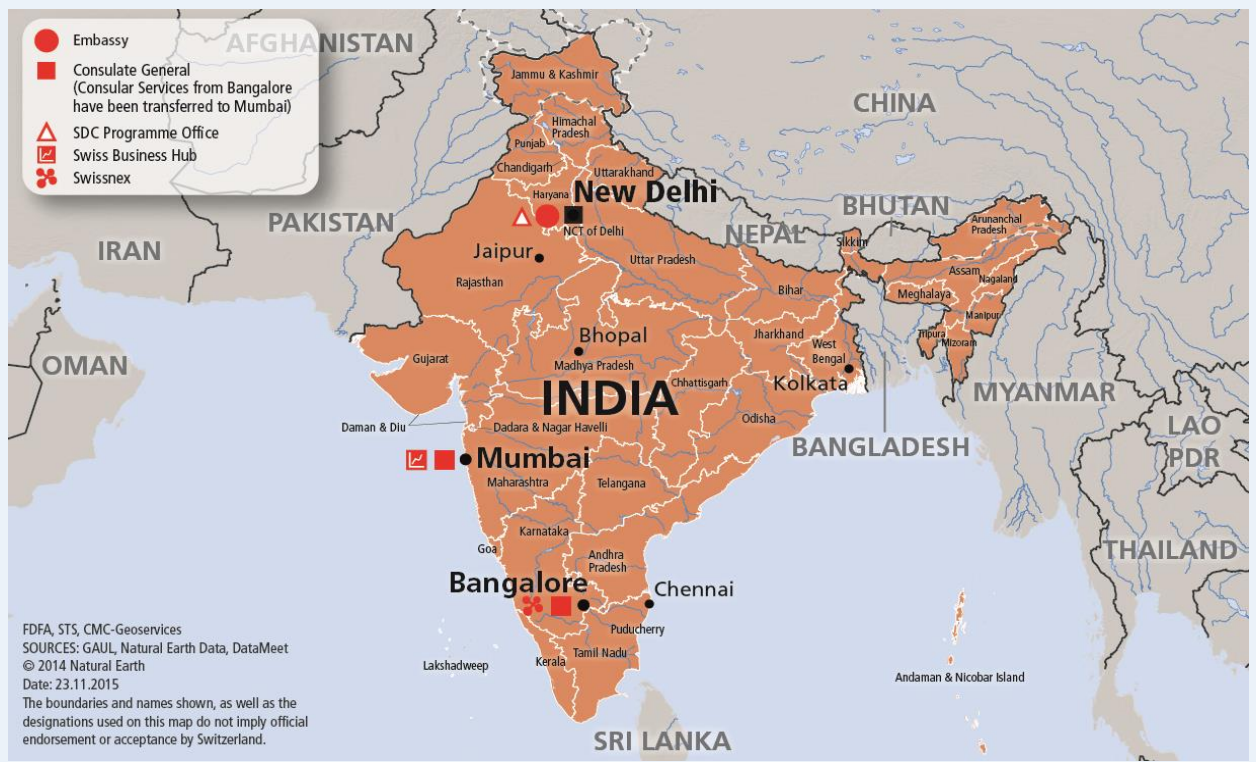 Embassy
Consulate General
(Consular Services from Bangalore
have been transferred to Mumbai)
SDC Programme Office
Swiss Business Hub
Swissnex
AFGHANISTAN
CHINA
PAKISTAN
IRAN
OMAN
NEPAL
BHUTAN
BANGLADESH
MYANMAR
LAO
PDR
THAILAND
SRI LANKA
INDIA
Jammu & Kashmir
Himachal
Pradesh
Punjab
Chandigarh
Uttarakhand
Haryana
New Delhi
NCT of Delhi
Jaipur
Rajasthan
Uttar Pradesh
Sikkim
Arunanchal
Pradesh
Assam
Nagaland
Meghalaya
Manipur
Tripura
Mizoram
Bihar
Jharkhand
West
Bengal
Kolkata
Bhopal
Madhya Pradesh
Gujarat
Chhattisgarh
Odisha
Daman & Diu
Dadara & Nagar Havelli
Mumbai
Maharashtra
Telangana
Karnataka
Goa
Andhra
Pradesh
Bangalore
Chennai
Puducherry
Tamil Nadu
Kerala
Lakshadweep
Andaman & Nicobar Island
FDFA, STS, CMC-Geoservices
SOURCES: GAUL, Natural Earth Data, DataMeet
© 2014 Natural Earth
Date: 23.11.2015
The boundaries and names shown, as well as the
designations used on this map do not imply official
endorsement or acceptance by Switzerland.